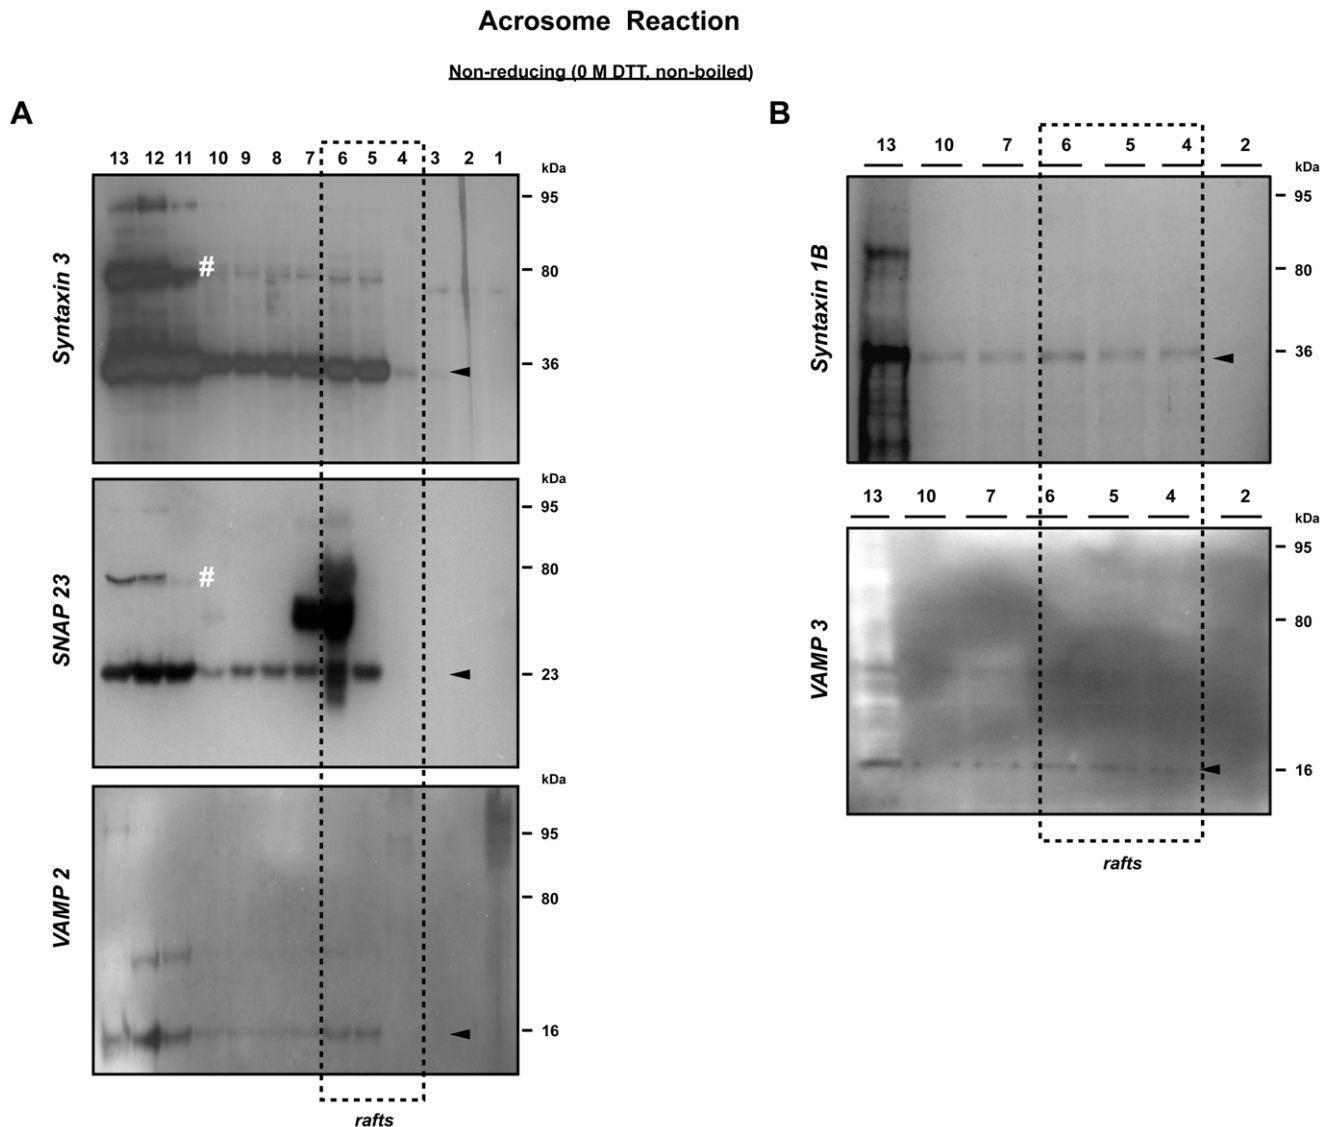 Acrosome Reaction
Non-reducing (0 M DTT, non-boiled)
A
13 12 11 10 9 8 7 6 5 4 3 2 1
kDa
95
Syntaxin 3
#
80
36
kDa
95
SNAP 23
#
80
23
kDa
95
VAMP 2
80
16
rafts
B
13 10 7 6 5 4 2
kDa
95
Syntaxin 1B
80
36
13 10 7 6 5 4 2
kDa
95
VAMP 3
80
16
rafts